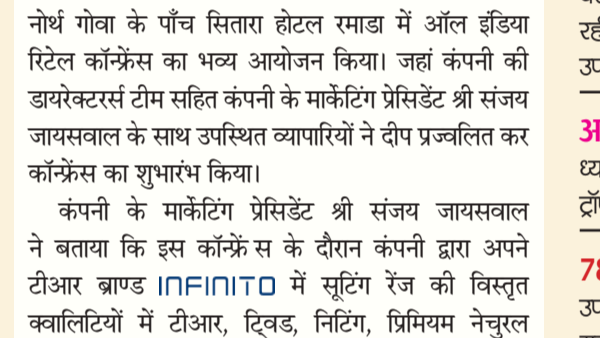 नोर्थ गोवा के पाँच सितारा होटल रमाडा में ऑल इंडिया
रिटेल कॉन्फ्रेंस का भव्य आयोजन किया। जहां कंपनी की
डायरेक्टरर्स टीम सहित कंपनी के मार्केटिंग प्रेसिडेंट श्री संजय
जायसवाल के साथ उपस्थित व्यापारियों ने दीप प्रज्वलित कर
कॉन्फ्रेंस का शुभारंभ किया।
कंपनी के मार्केटिंग प्रेसिडेंट श्री संजय जायसवाल
ने बताया कि इस कॉन्फ्रें स के दौरान कंपनी द्वारा अपने
टीआर ब्राण्ड INFINITO में सूटिंग रेंज की विस्तृत
क्वालिटियों में टीआर, ट्विड, निटिंग, प्रिमियम नेचुरल